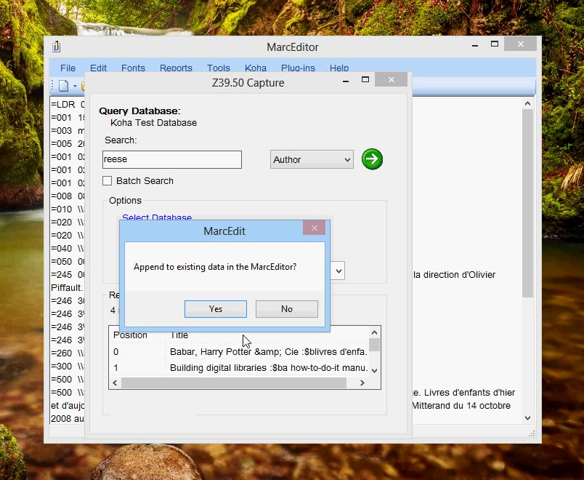 MarcEditor
File Edit Fonts Reports Tools Koha Plug-ins Help
Z39.50 Capture
=LDR
=001
=003 m
=005
=001
=001
=001
=008
=010 \\
=020 \\
=020 \\
=040 \\
=050
=245
=246
=246
=246
=260 \\
=300 \\
=500 \\
=500 \\
Piffault.
et d'aujo
2008 au
la direction d'Olivier
e. Livres d'enfants d'hier
Mitterand du 14 octobre
Query Database:
Koha Test Database
Search:
reese
Author
Batch Search
Options
Select Database
MarcEdit
Append to existing data in the MarcEditor?
Yes No
Re
4
Position Title
0 Babar, Harry Potter &amp; Cie :$blivres d'enfa.
1 Building digital libraries :$ba how-to-do-it manu.